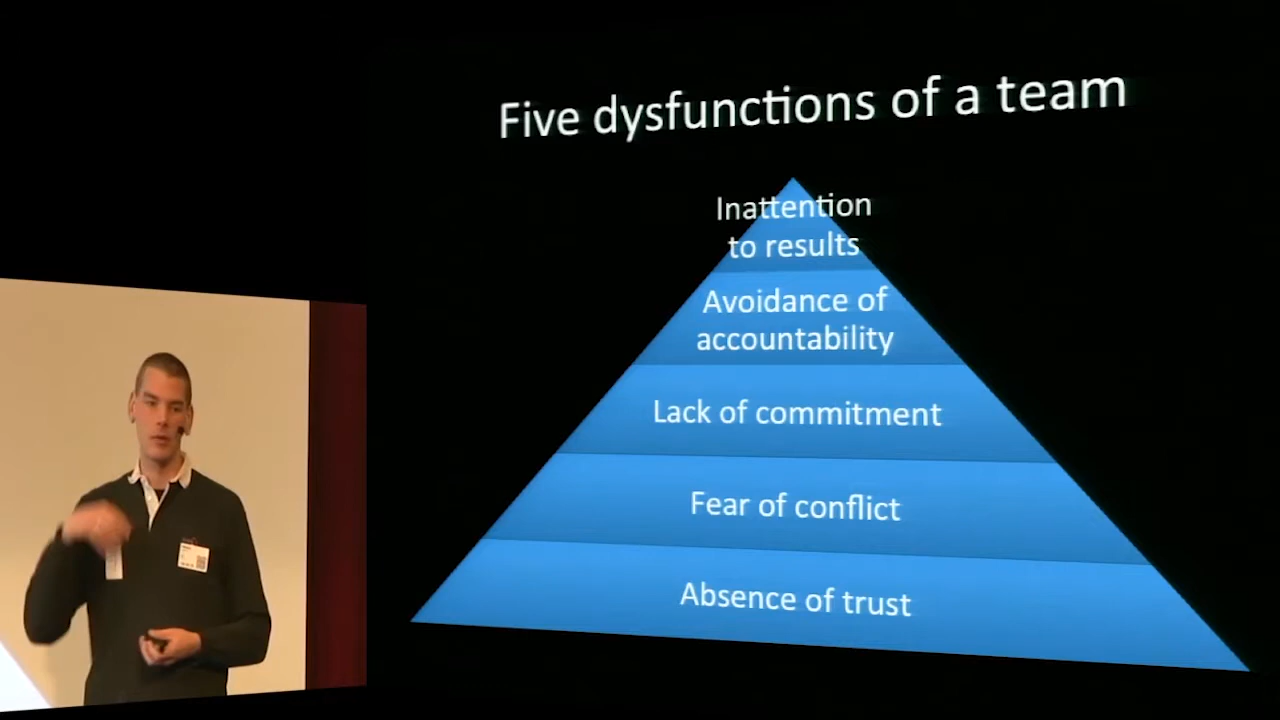 Five dysfunctions of a team
Inattention
to results
Avoidance of
accountability
Lack of commitment
Fear of conflict
Absence of trust